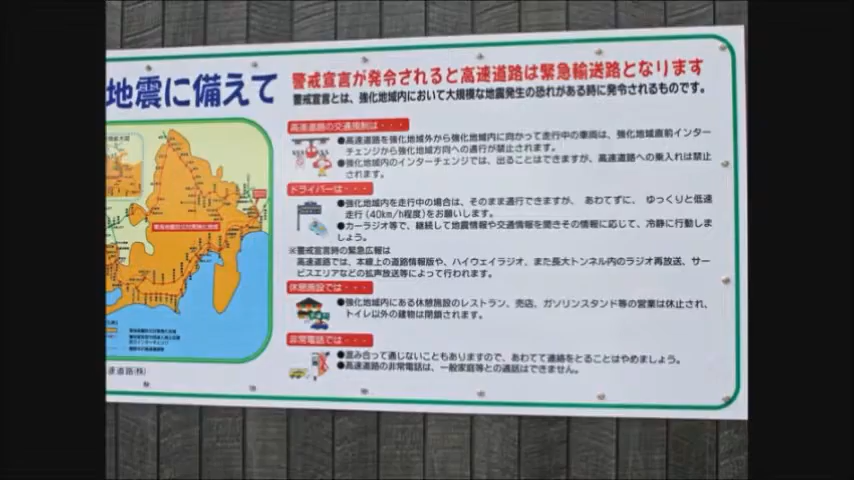 地震に備えて
警戒宣言が発令されると高速道路は緊急輸送路となります
警戒宣言とは、強化地域内において大規模な地震発生の恐れがある時に発令されるものです。
高速道路の交通規制は・・・
●高速道路を強化地域外から強化地域内に向かって走行中の車両は、強化地域直前インター
チェンジから強化地域方向への通行が禁止されます。
●強化地域内のインターチェンジでは、出ることはできますが、高速道路への乗入れは禁止
されます。
ドライバーは・・・
●強化地域内を走行中の場合は、そのまま通行できますが、 あわてずに、 ゆっくりと低速
走行(40km/h程度)をお願いします。
●カーラジオ等で、継続して地震情報や交通情報を聞きその情報に応じて、冷静に行動しま
しょう。
※警戒宣言時の緊急広報は
高速道路では、本線上の道路情報版や、ハイウェイラジオ、また長大トンネル内のラジオ再放送、サー
ビスエリアなどの拡声放送等によって行われます。
休憩施設では・・・
●強化地域内にある休憩施設のレストラン、売店、ガソリンスタンド等の営業は休止され、
トイレ以外の建物は閉鎖されます。
非常電話では・・・
●混み合って通じないこともありますので、あわてて連絡をとることはやめましょう。
●高速道路の非常電話は、一般家庭等との通話はできません。
速道路(株)